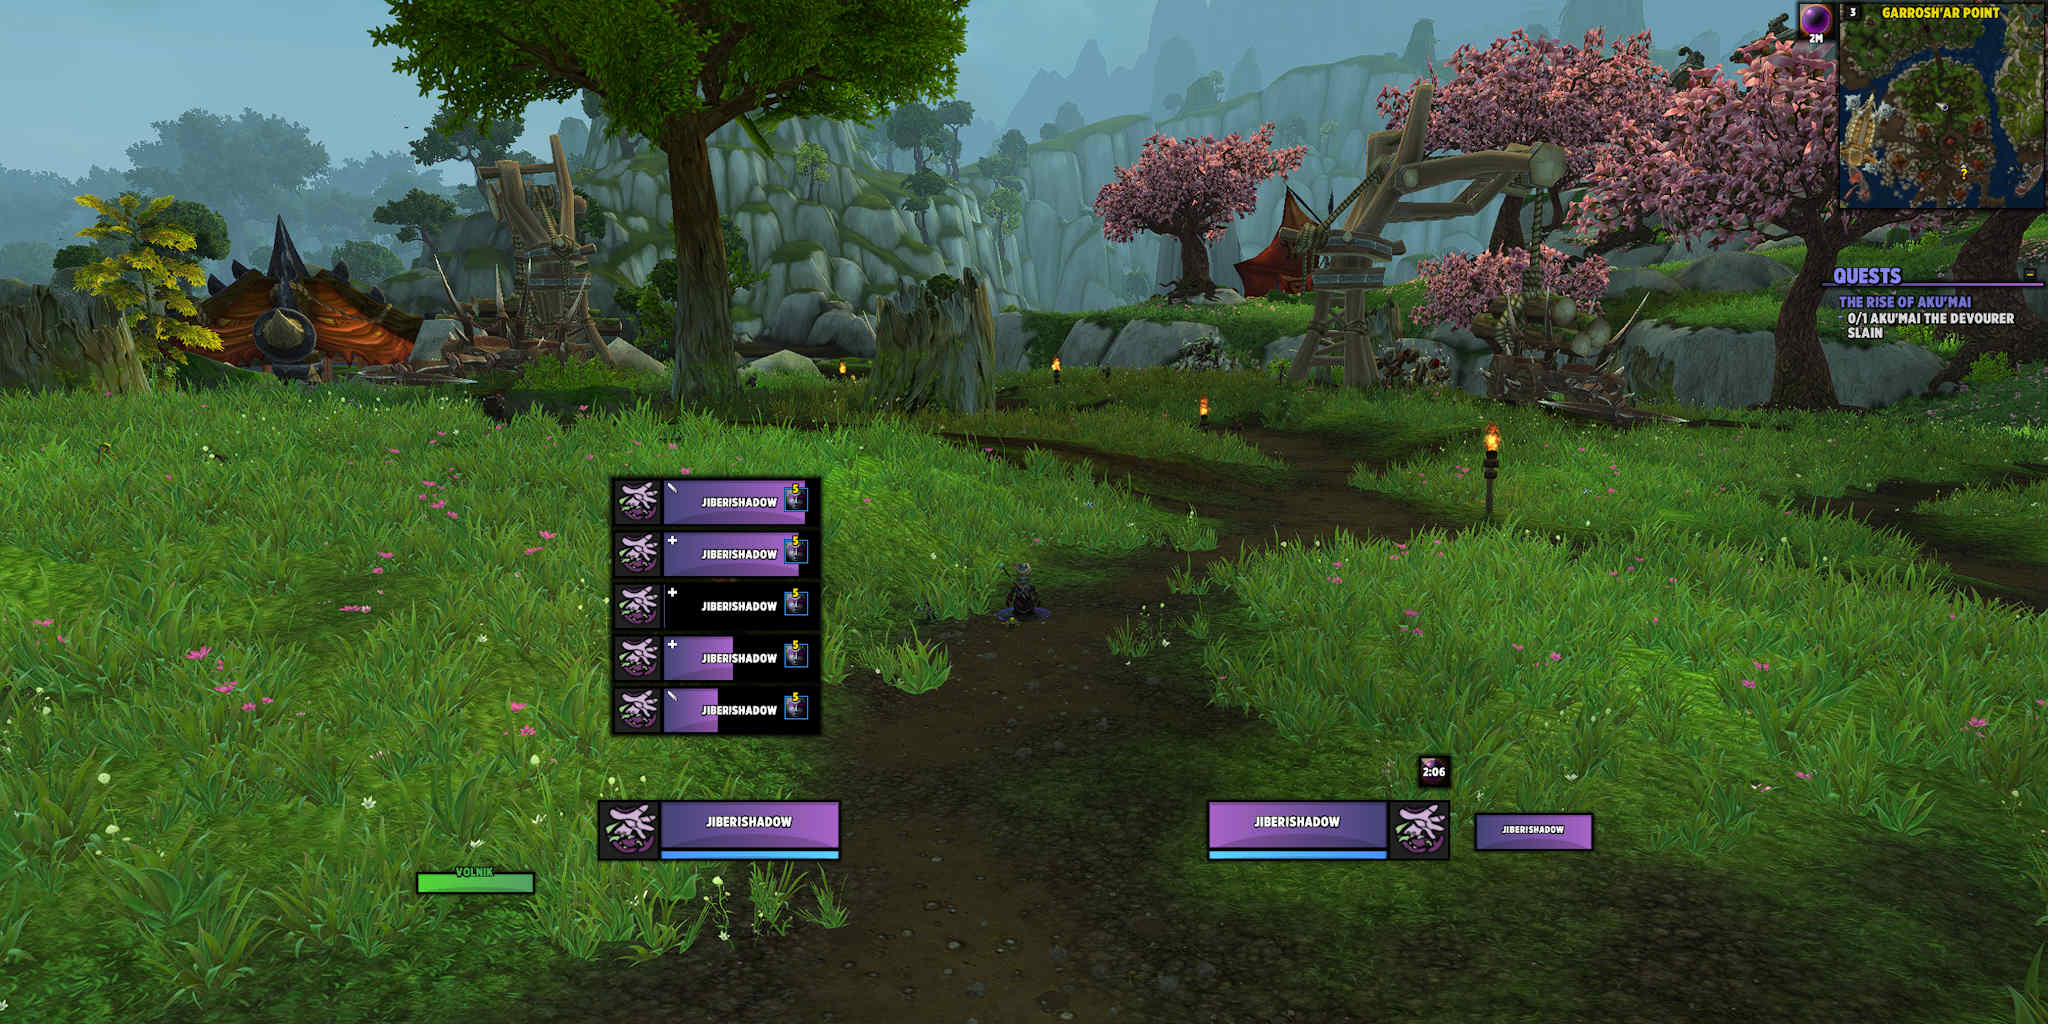 3 GARROSH'AR POINT
2M
?
QUESTS
THE RISE OF AKU'MAI
- 0/1 AKU'MAI THE DEVOURER
SLAIN
JIBERISHADOW 5
JIBERISHADOW 5
JIBERISHADOW 5
JIBERISHADOW 5
JIBERISHADOW 5
2:06
JIBERISHADOW
JIBERISHADOW
JIBERISHADOW
VOLNIK